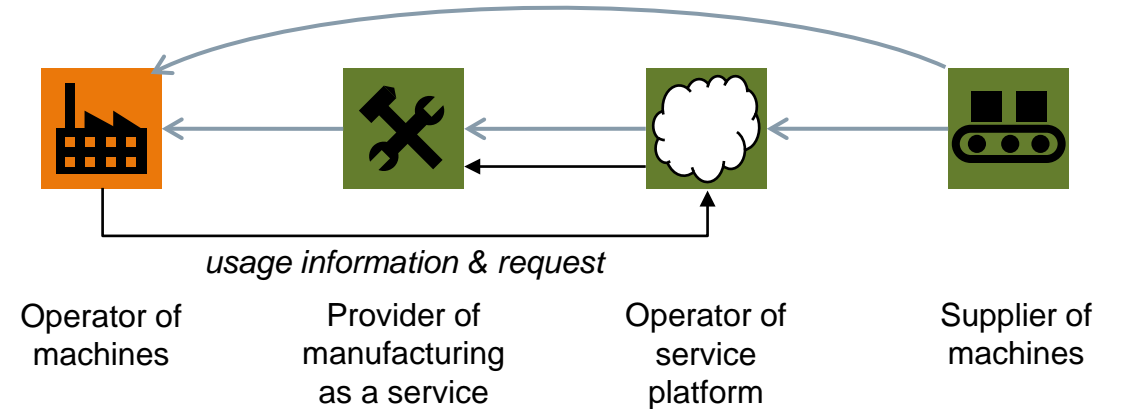 usage information & request
Operator of
machines
Provider of
manufacturing
as a service
Operator of
service
platform
Supplier of
machines